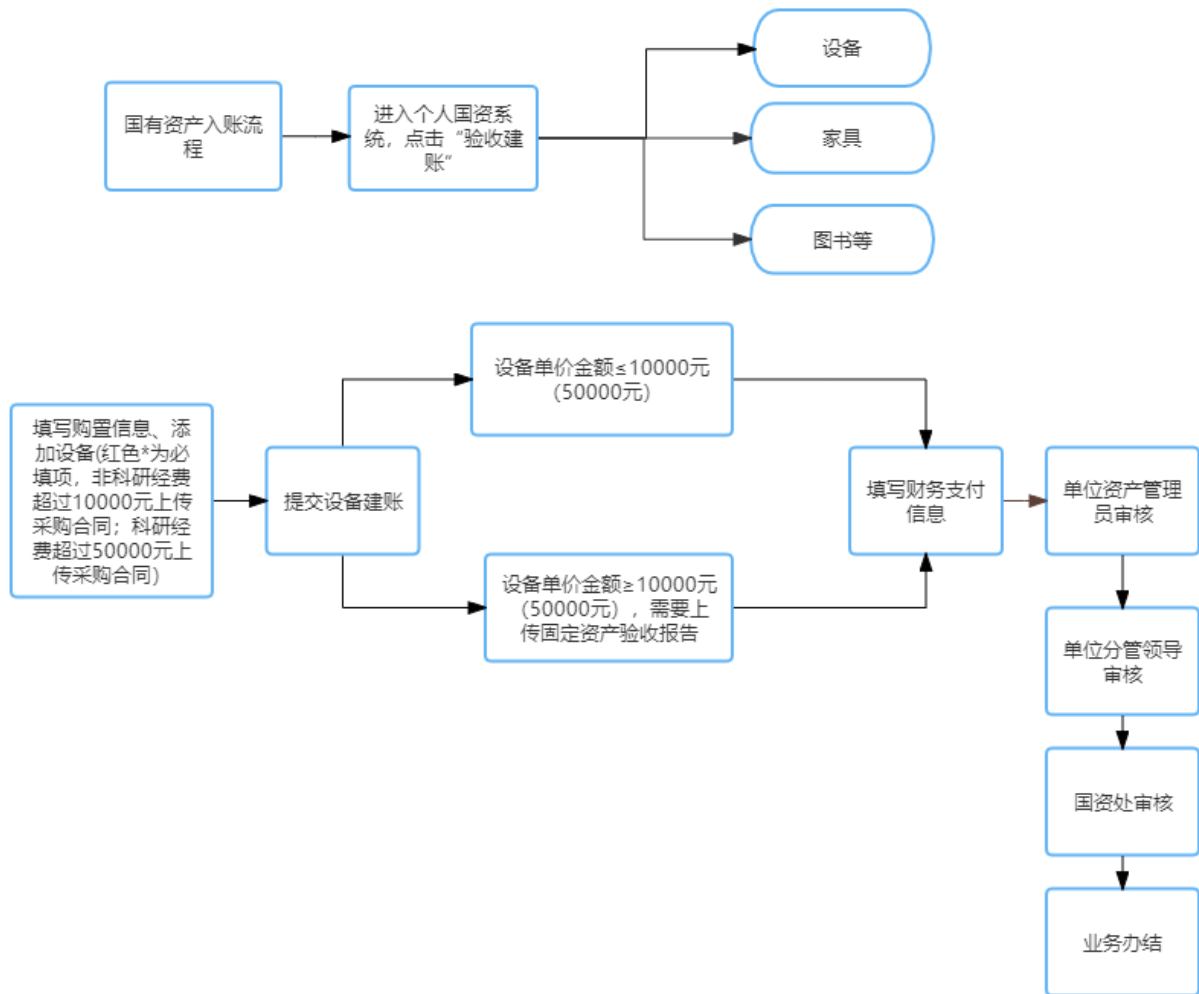 国有资产入账流
程
进入个人国资系
统，点击“验收建
账”
设备
家具
图书等
填写购置信息、添
加设备(红色*为必
填项，非科研经费
超过10000元上传
采购合同；科研经
费超过50000元上
传采购合同）
提交设备建账
设备单价金额≤10000元
（50000元）
设备单价金额≥10000元
（50000元），需要上
传固定资产验收报告
填写财务支付
信息
单位资产管理
员审核
单位分管领导
审核
国资处审核
业务办结